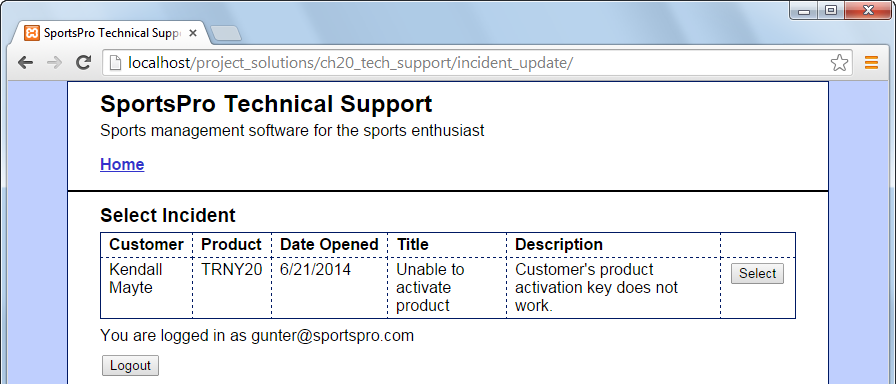 SportsPro Technical Supp
localhost/project_solutions/ch20_tech_support/incident_update/
SportsPro Technical Support
Sports management software for the sports enthusiast
Home
Select Incident
Customer Product Date Opened Title Description
Kendall TRNY20 6/21/2014 Unable to Customer's product Select
Mayte activate activation key does not
product work.
You are logged in as gunter@sportspro.com
Logout